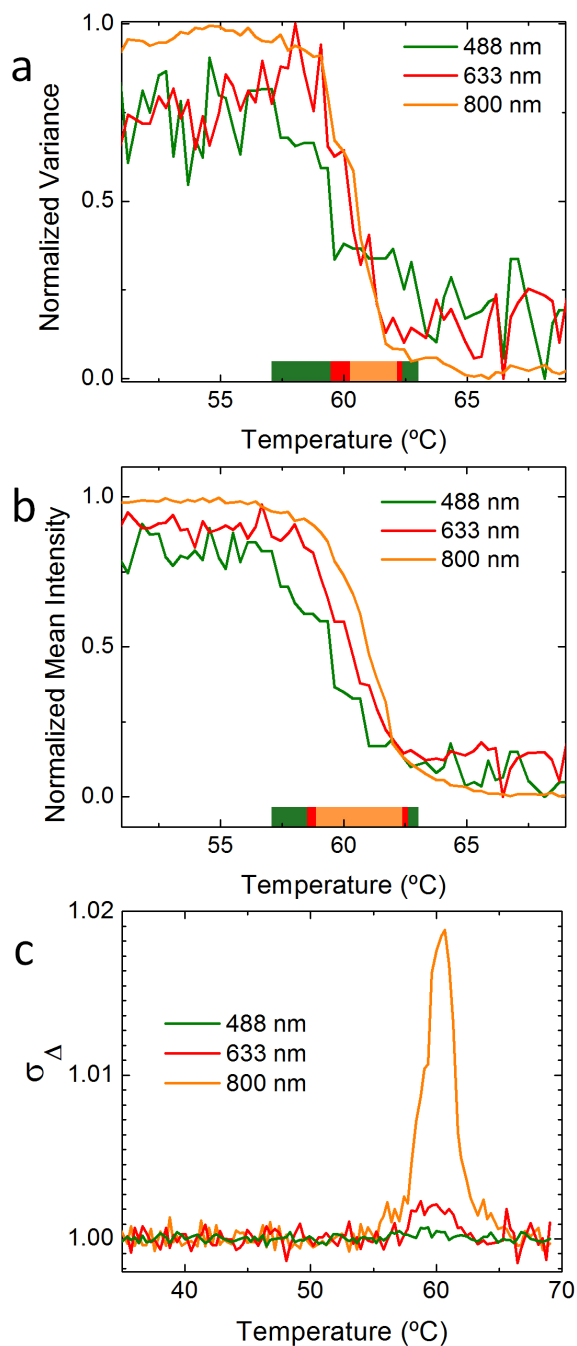 a
1.0
0.5
0.0
Normalized Variance
488 nm
633 nm
800 nm
55 60 65
Temperature (ºC)
b
1.0
0.5
0.0
Normalized Mean Intensity
488 nm
633 nm
800 nm
55 60 65
Temperature (ºC)
c
1.02
1.01
1.00
σΔ
488 nm
633 nm
800 nm
40 50 60 70
Temperature (ºC)